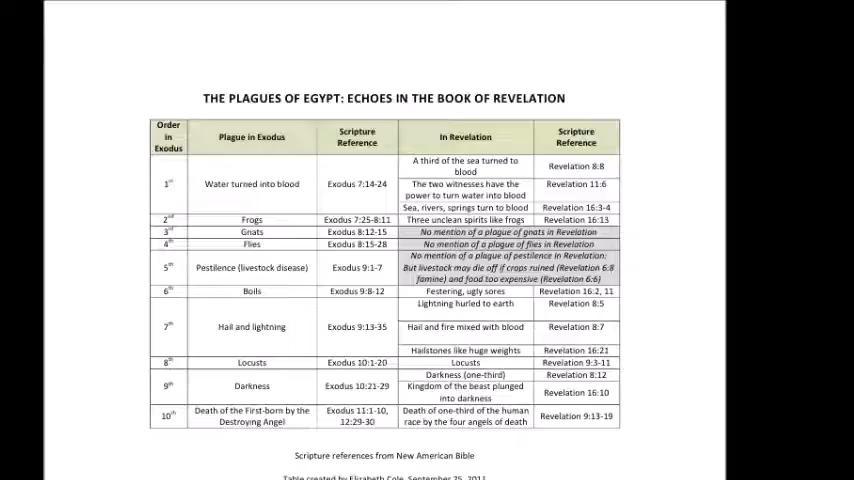 THE PLAGUES OF EGYPT: ECHOES IN THE BOOK OF REVELATION
Order in Exodus Plague in Exodus Scripture Reference In Revelation Scripture Reference
1st Water turned into blood Exodus 7:14-24 A third of the sea turned to blood Revelation 8:8
The two witnesses have the power to turn water into blood Revelation 11:6
Sea, rivers, springs turn to blood Revelation 16:3-4
2nd Frogs Exodus 7:25-8:11 Three unclean spirits like frogs Revelation 16:13
3rd Gnats Exodus 8:12-15 No mention of a plague of gnats in Revelation
4th Flies Exodus 8:15-28 No mention of a plague of flies in Revelation
5th Pestilence (livestock disease) Exodus 9:1-7 No mention of a plague of pestilence in Revelation;
But livestock may die off if crops ruined (Revelation 6:8
famine) and food too expensive (Revelation 6:6)
6th Boils Exodus 9:8-12 Festering, ugly sores Revelation 16:2, 11
7th Hail and lightning Exodus 9:13-35 Lightning hurled to earth Revelation 8:5
Hail and fire mixed with blood Revelation 8:7
Hailstones like huge weights Revelation 16:21
8th Locusts Exodus 10:1-20 Locusts Revelation 9:3-11
9th Darkness Exodus 10:21-29 Darkness (one-third) Revelation 8:12
Kingdom of the beast plunged into darkness Revelation 16:10
10th Death of the First-born by the Destroying Angel Exodus 11:1-10, 12:29-30 Death of one-third of the human race by the four angels of death Revelation 9:13-19
Scripture references from New American Bible
Table created by Elizabeth Cole, September 25, 2011